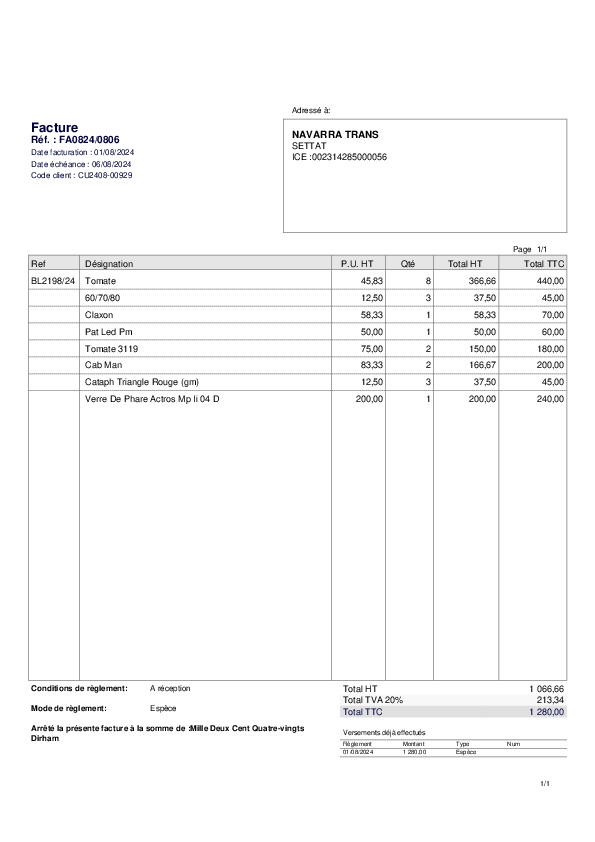 Adressé à:
Facture
Réf. : FA0824/0806
Date facturation : 01/08/2024
Date échéance : 06/08/2024
Code client : CU2408-00929
NAVARRA TRANS
SETTAT
ICE :002314285000056
Page 1/1
Ref Désignation P.U. HT Qté Total HT Total TTC
BL2198/24 Tomate 45,83 8 366,66 440,00
60/70/80 12,50 3 37,50 45,00
Claxon 58,33 1 58,33 70,00
Pat Led Pm 50,00 1 50,00 60,00
Tomate 3119 75,00 2 150,00 180,00
Cab Man 83,33 2 166,67 200,00
Cataph Triangle Rouge (gm) 12,50 3 37,50 45,00
Verre De Phare Actros Mp Ii 04 D 200,00 1 200,00 240,00
Conditions de règlement: A réception
Mode de règlement: Espèce
Arrêté la présente facture à la somme de :Mille Deux Cent Quatre-vingts
Dirham
Total HT 1 066,66
Total TVA 20% 213,34
Total TTC 1 280,00
Versements déjà effectués
Règlement Montant Type Num
01/08/2024 1 280,00 Espèce
1/1